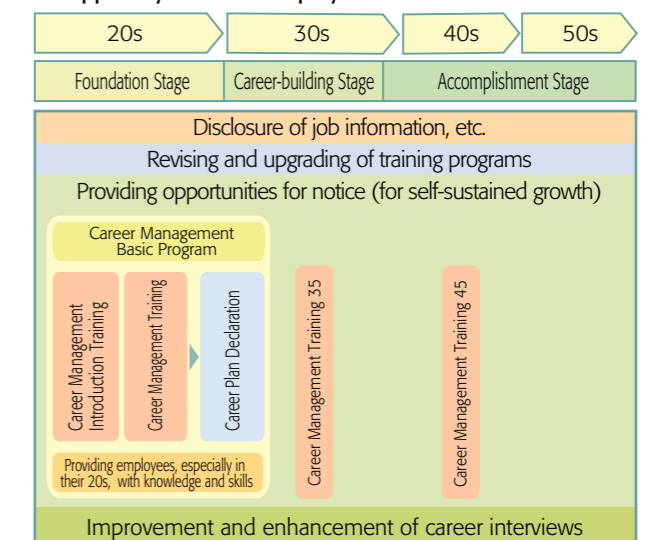 20s
30s
40s
50s
Foundation Stage
Career-building Stage
Accomplishment Stage
Disclosure of job information, etc.
Revising and upgrading of training programs
Providing opportunities for notice (for self-sustained growth)
Career Management
Basic Program
Career Management
Introduction Training
Career Management Training
Career Plan Declaration
Career Management Training 35
Career Management Training 45
Providing employees, especially in
their 20s, with knowledge and skills
Improvement and enhancement of career interviews